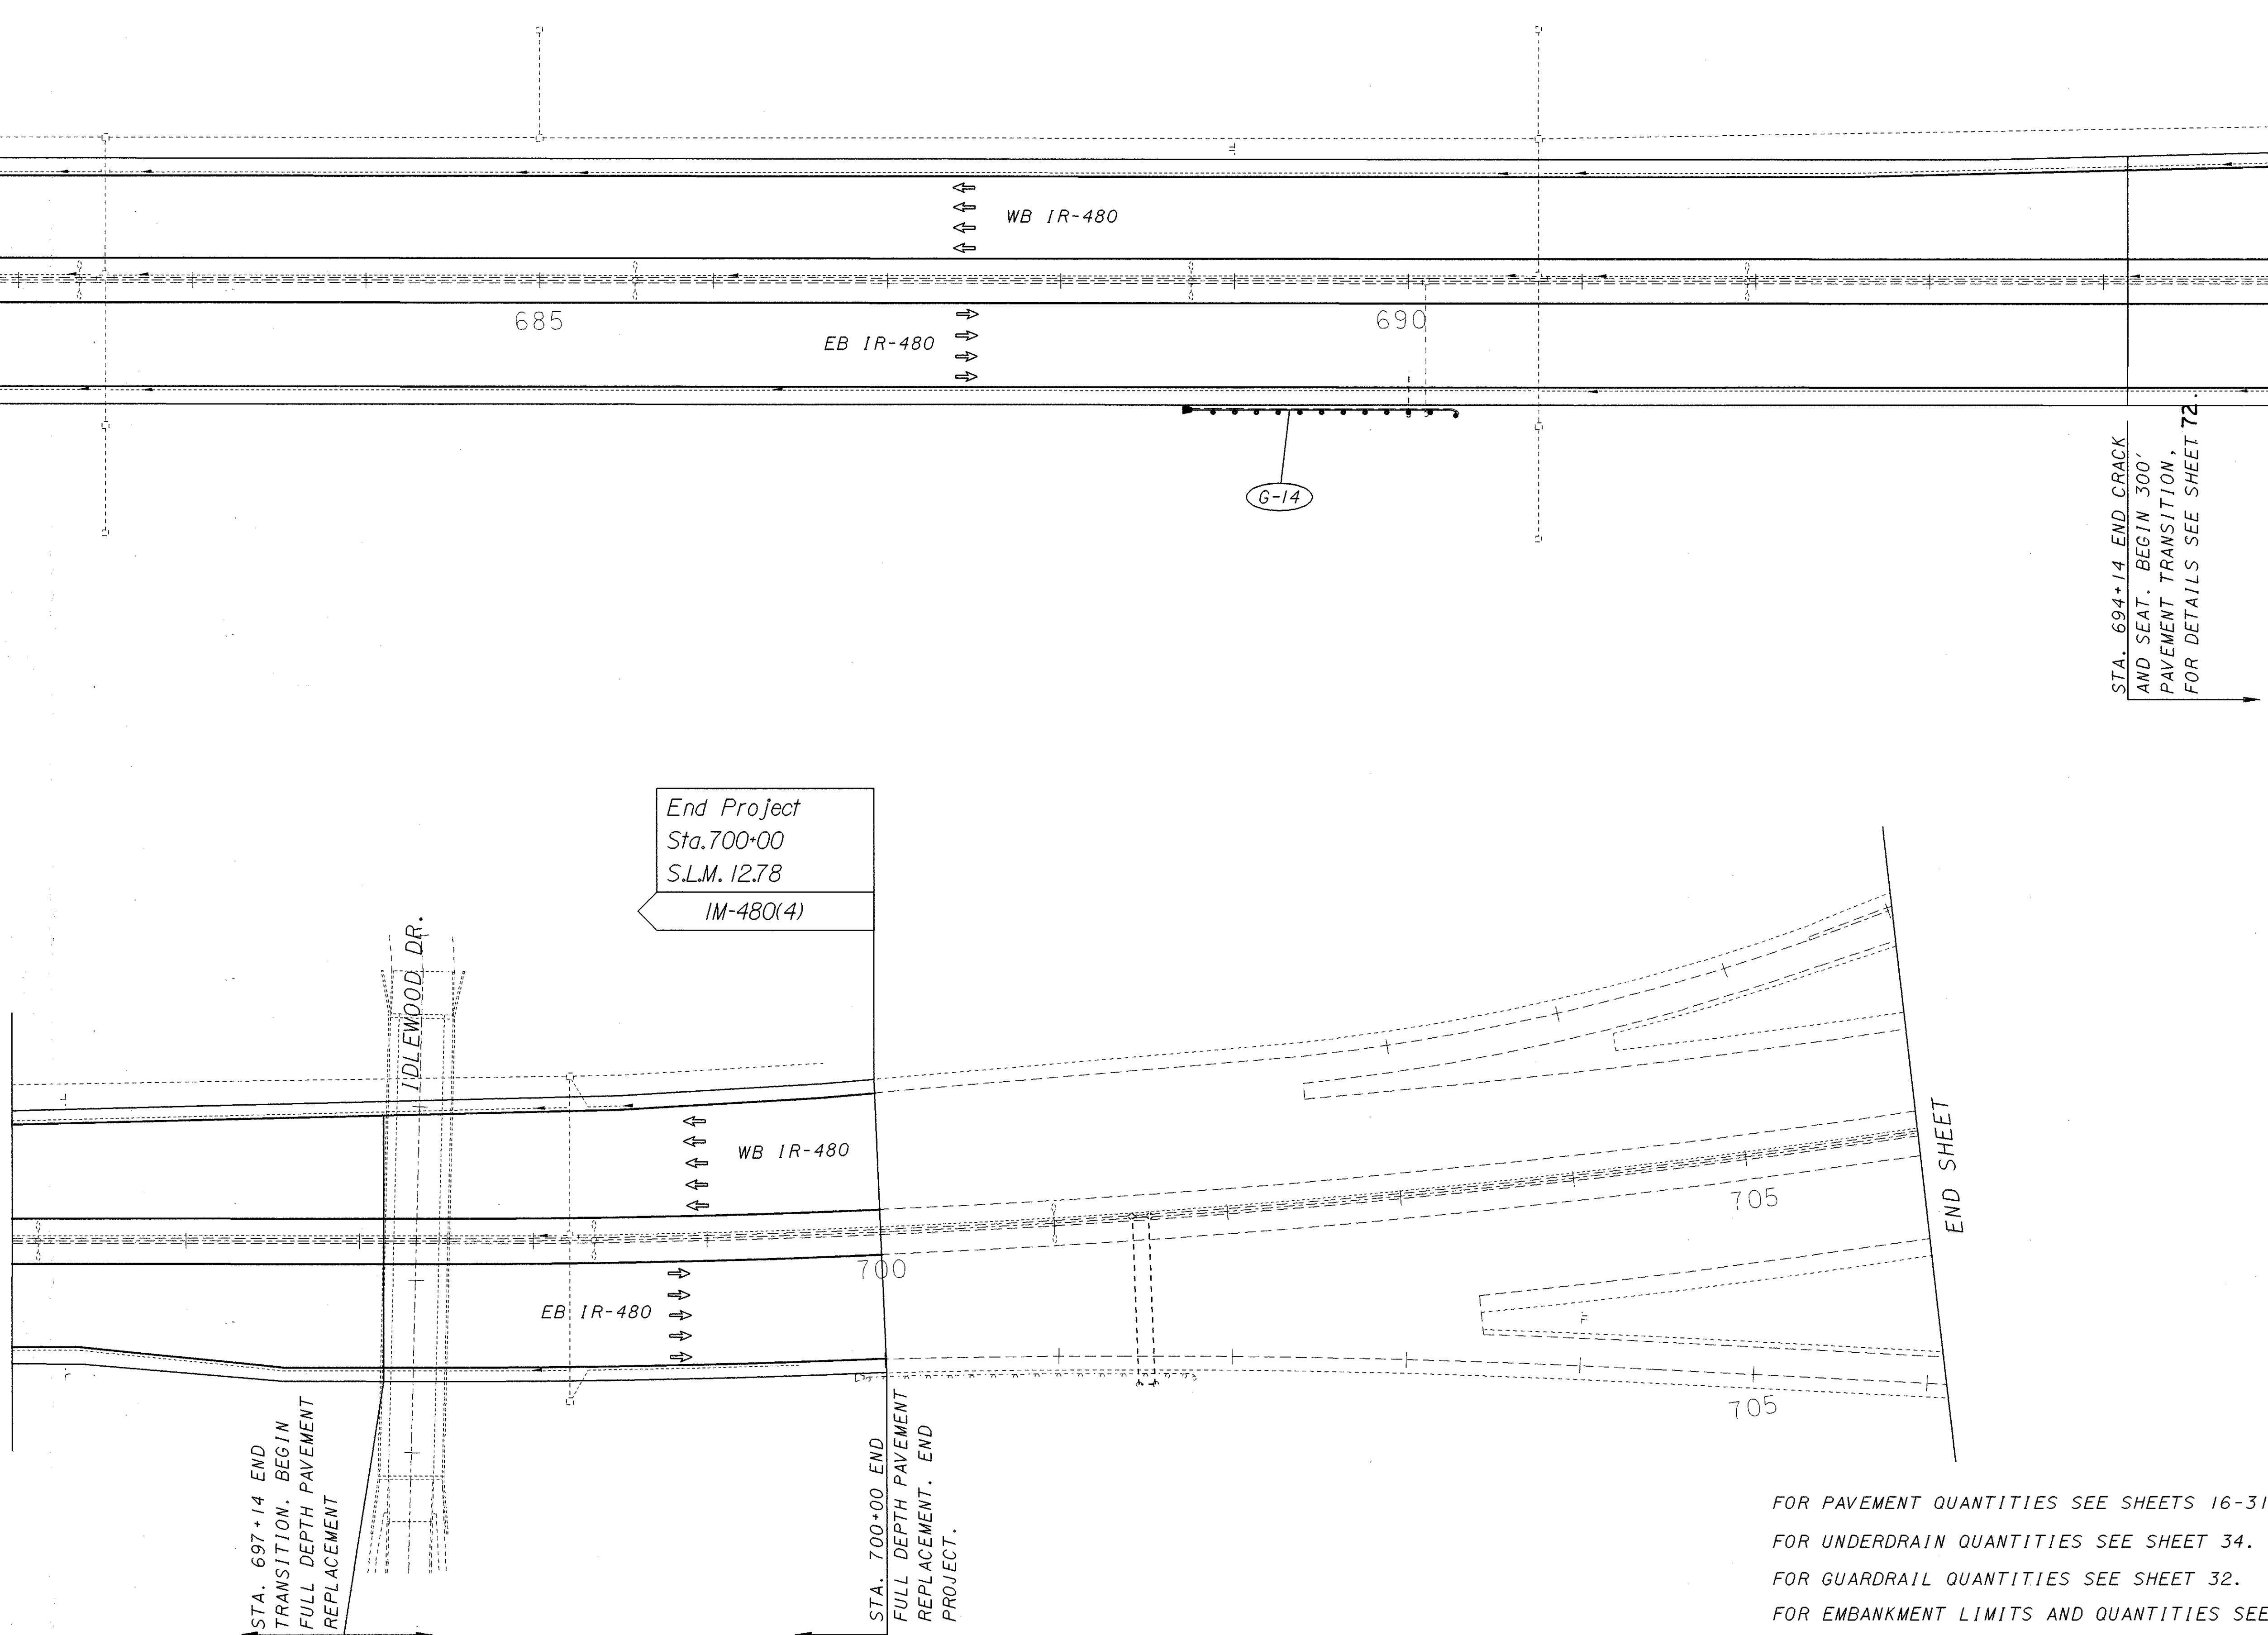 WB IR-480
685
690
EB IR-480
G-14
STA. 694+14 END CRACK
AND SEAT. BEGIN 300'
PAVEMENT TRANSITION,
FOR DETAILS SEE SHEET 72.
End Project
Sta.700+00
S.L.M. 12.78
IM-480(4)
IDLEWOOD DR.
WB IR-480
700
EB IR-480
705
705
END SHEET
STA. 697+14 END
TRANSITION. BEGIN
FULL DEPTH PAVEMENT
REPLACEMENT
STA. 700+00 END
FULL DEPTH PAVEMENT
REPLACEMENT. END
PROJECT.
FOR PAVEMENT QUANTITIES SEE SHEETS 16-31
FOR UNDERDRAIN QUANTITIES SEE SHEET 34.
FOR GUARDRAIL QUANTITIES SEE SHEET 32.
FOR EMBANKMENT LIMITS AND QUANTITIES SEE